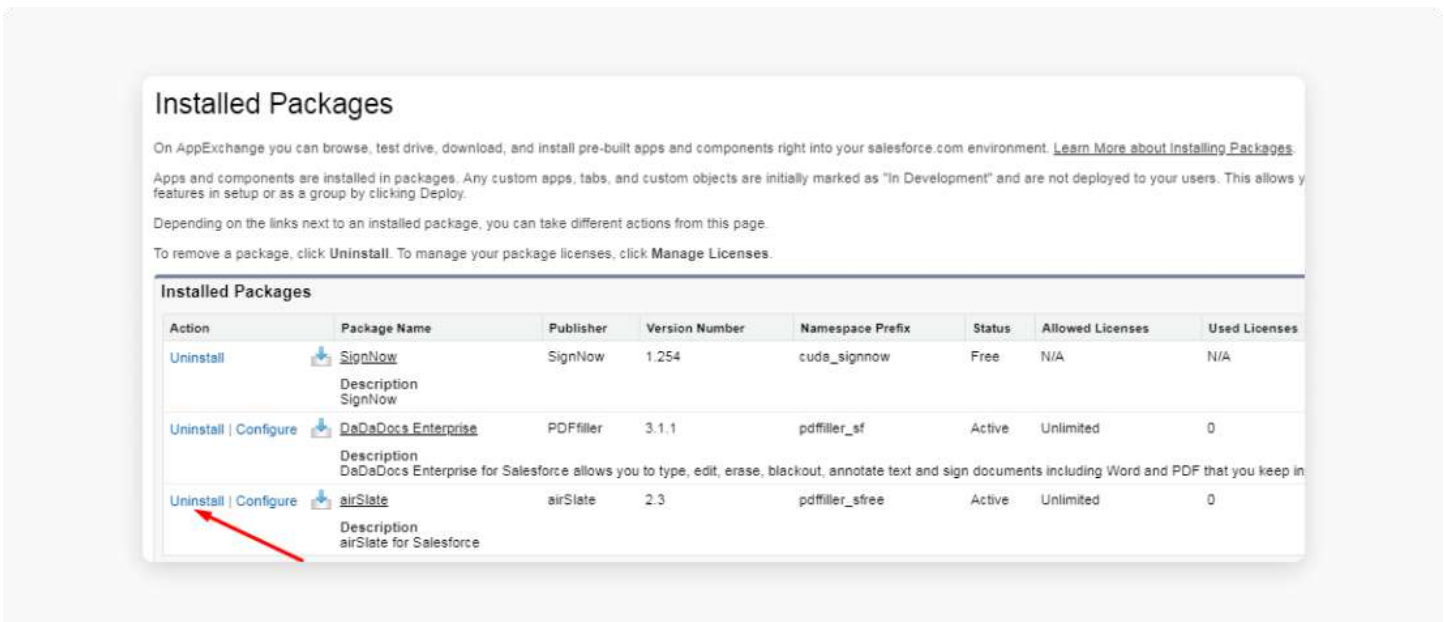 Installed Packages
On AppExchange you can browse, test drive, download, and install pre-built apps and components right into your salesforce.com environment. Learn More about Installing Packages.
Apps and components are installed in packages. Any custom apps, tabs, and custom objects are initially marked as "In Development" and are not deployed to your users. This allows y
features in setup or as a group by clicking Deploy.
Depending on the links next to an installed package, you can take different actions from this page.
To remove a package, click Uninstall. To manage your package licenses, click Manage Licenses.
Installed Packages
Action Package Name Publisher Version Number Namespace Prefix Status Allowed Licenses Used Licenses
Uninstall SignNow SignNow 1.254 cuda_signnow Free N/A N/A
Description
SignNow
Uninstall | Configure DaDaDocs Enterprise PDFfiller 3.1.1 pdffiller_sf Active Unlimited 0
Description
DaDaDocs Enterprise for Salesforce allows you to type, edit, erase, blackout, annotate text and sign documents including Word and PDF that you keep in
Uninstall | Configure airSlate airSlate 2.3 pdffiller_sfree Active Unlimited 0
Description
airSlate for Salesforce